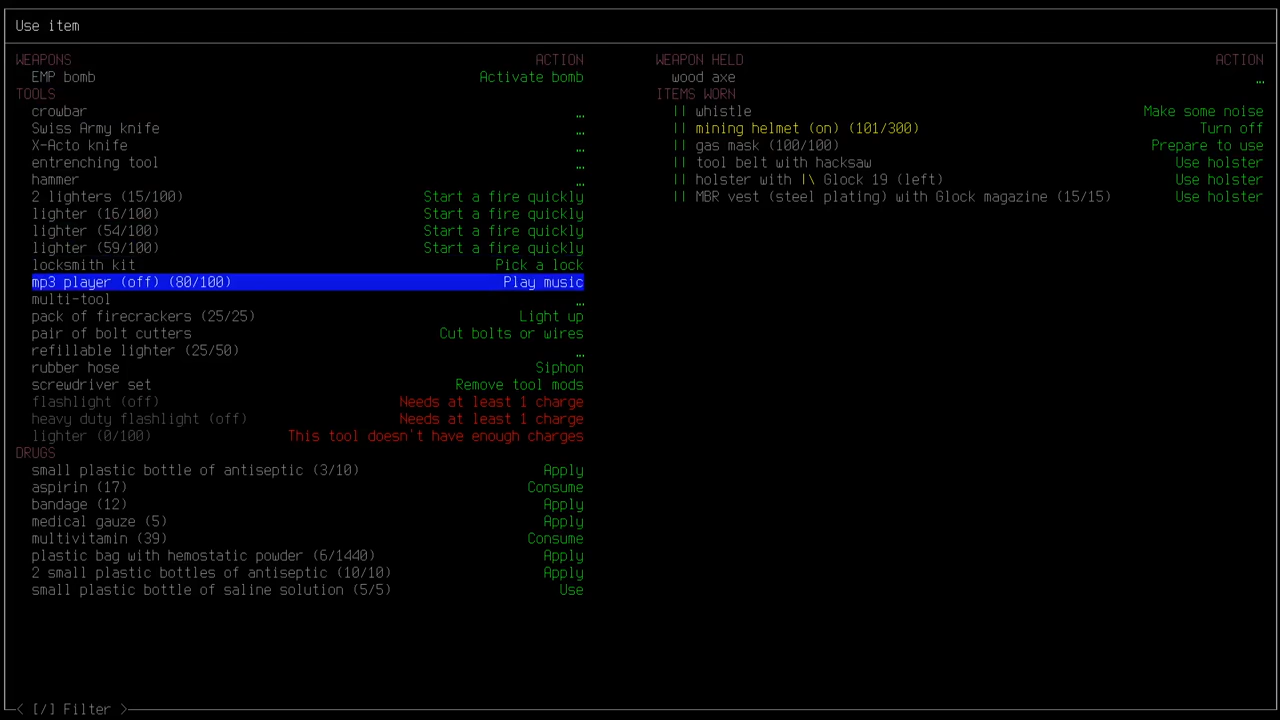 Use item
WEAPONS ACTION
EMP bomb Activate bomb
TOOLS
crowbar …
Swiss Army knife …
X-Acto knife …
entrenching tool …
hammer …
2 lighters (15/100) Start a fire quickly
lighter (16/100) Start a fire quickly
lighter (54/100) Start a fire quickly
lighter (59/100) Start a fire quickly
locksmith kit Pick a lock
mp3 player (off) (80/100) Play music
multi-tool …
pack of firecrackers (25/25) Light up
pair of bolt cutters Cut bolts or wires
refillable lighter (25/50) …
rubber hose Siphon
screwdriver set Remove tool mods
flashlight (off) Needs at least 1 charge
heavy duty flashlight (off) Needs at least 1 charge
lighter (0/100) This tool doesn't have enough charges
DRUGS
small plastic bottle of antiseptic (3/10) Apply
aspirin (17) Consume
bandage (12) Apply
medical gauze (5) Apply
multivitamin (39) Consume
plastic bag with hemostatic powder (6/1440) Apply
2 small plastic bottles of antiseptic (10/10) Apply
small plastic bottle of saline solution (5/5) Use
WEAPON HELD ACTION
wood axe …
ITEMS WORN
|| whistle Make some noise
|| mining helmet (on) (101/300) Turn off
|| gas mask (100/100) Prepare to use
|| tool belt with hacksaw Use holster
|| holster with |\ Glock 19 (left) Use holster
|| MBR vest (steel plating) with Glock magazine (15/15) Use holster
< [/] Filter >